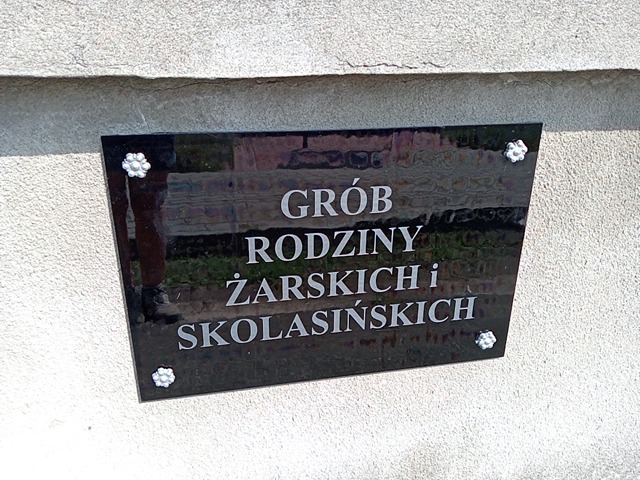 GRÓB
RODZINY
ŻARSKICH i
SKOLASIŃSKICH